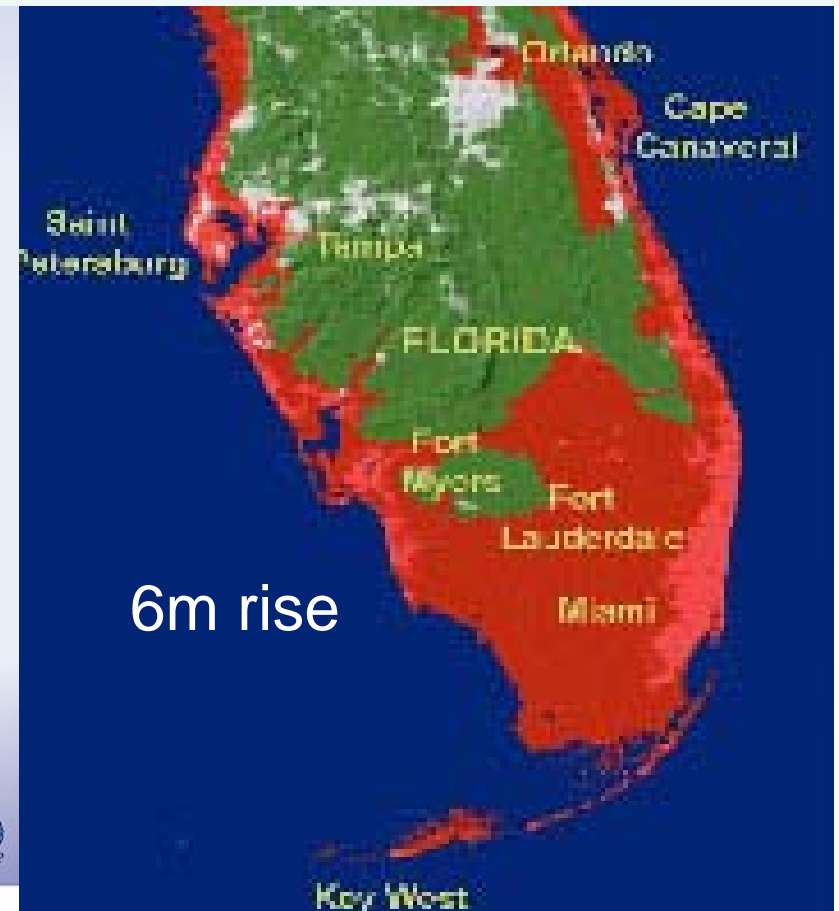 Orlando
Cape
Canaveral
Saint
Petersburg
Tampa
FLORIDA
Fort
Myers
Fort
Lauderdale
6m rise
Miami
Key West